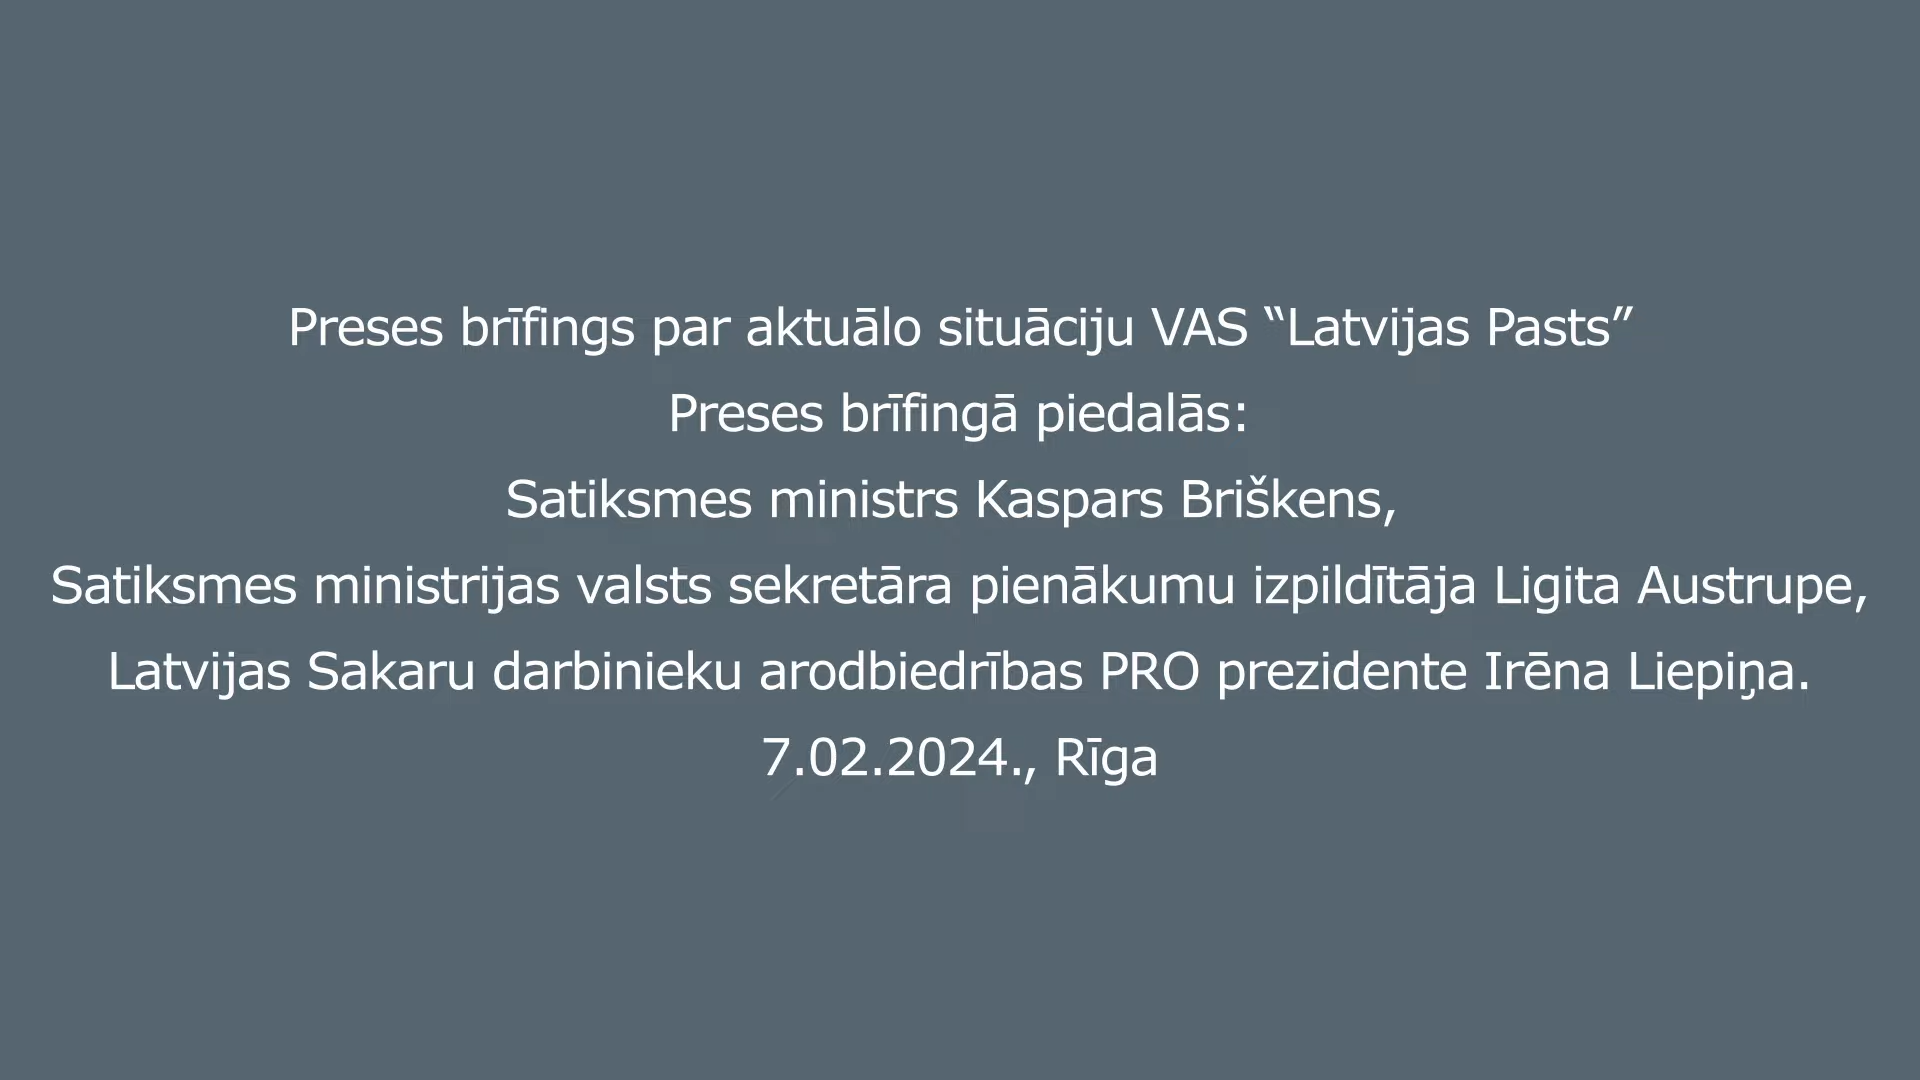 Preses brīfings par aktuālo situāciju VAS “Latvijas Pasts”
Preses brīfingā piedalās:
Satiksmes ministrs Kaspars Briškens,
Satiksmes ministrijas valsts sekretāra pienākumu izpildītāja Ligita Austrupe,
Latvijas Sakaru darbinieku arodbiedrības PRO prezidente Irēna Liepiņa.
7.02.2024., Rīga